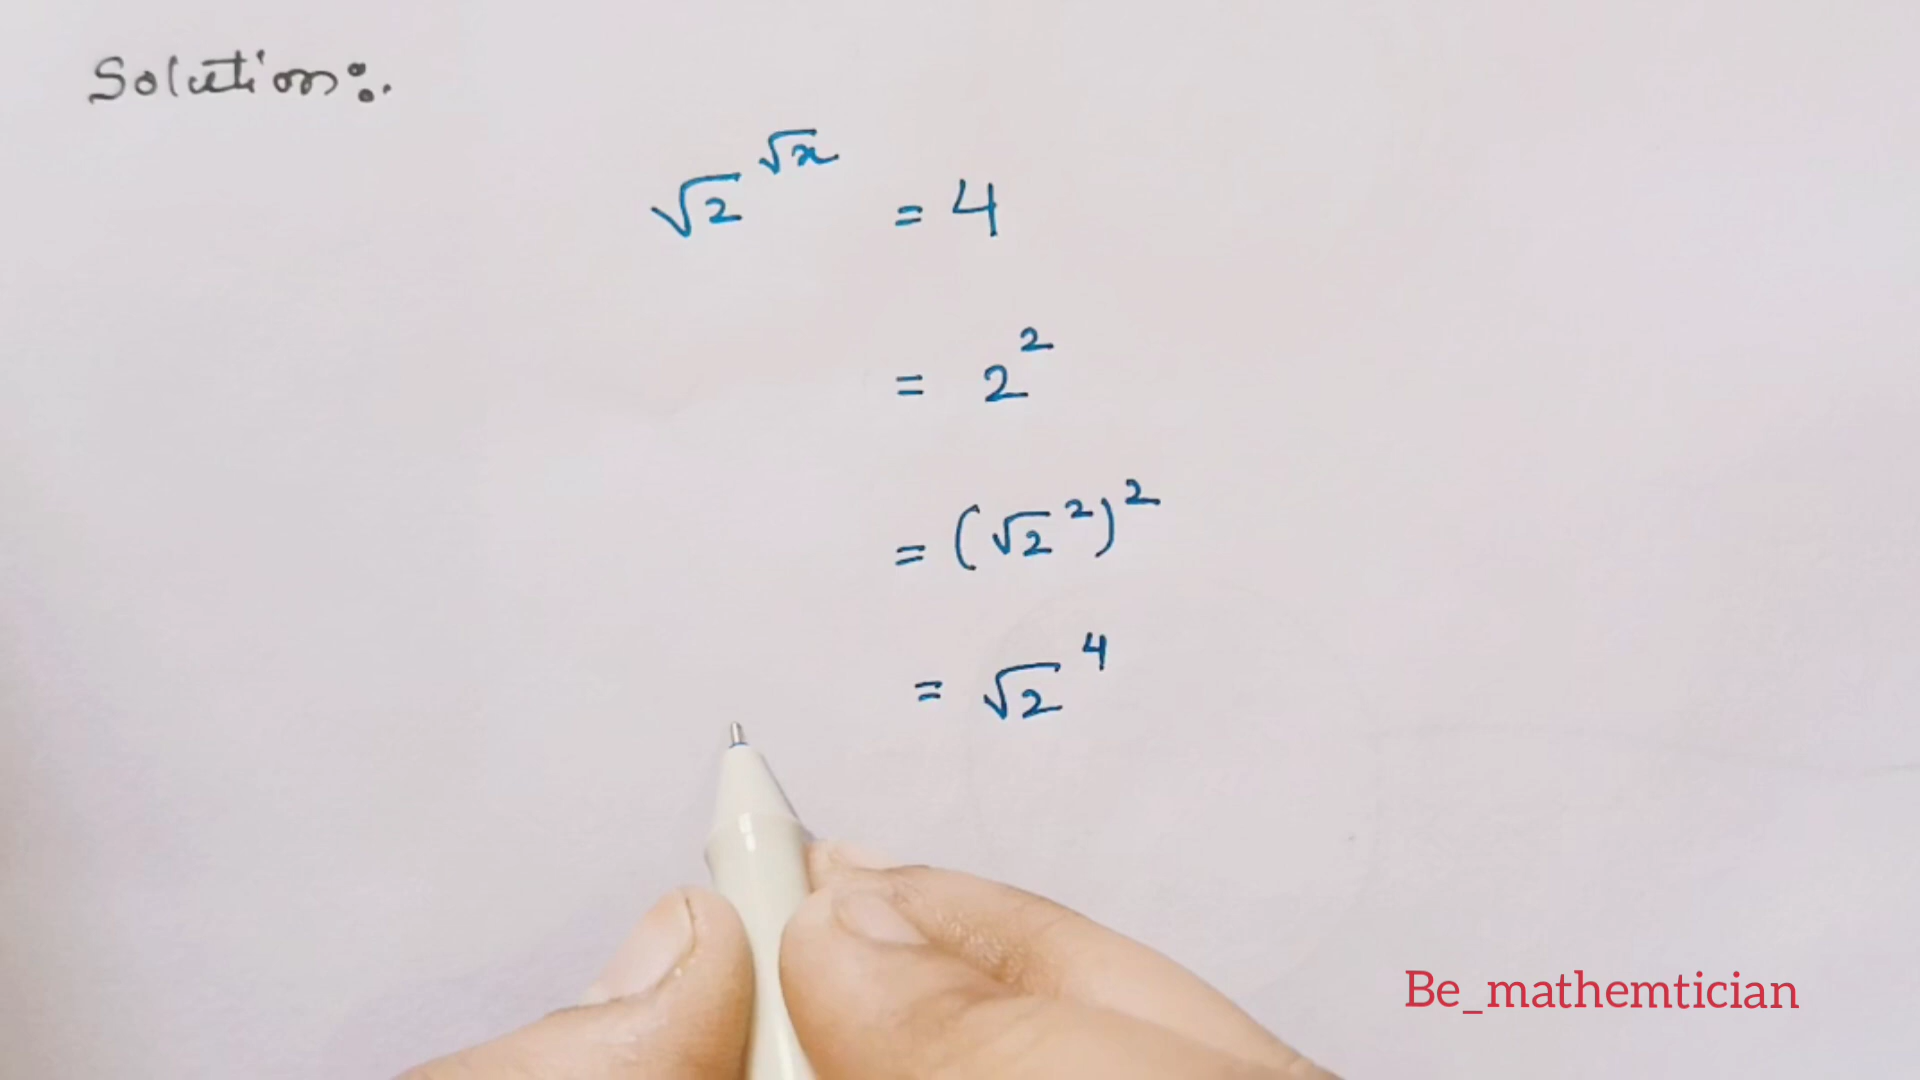 Solution:.
√2^√x = 4
= 2^2
= (√2^2)^2
= √2^4
Be_mathemtician